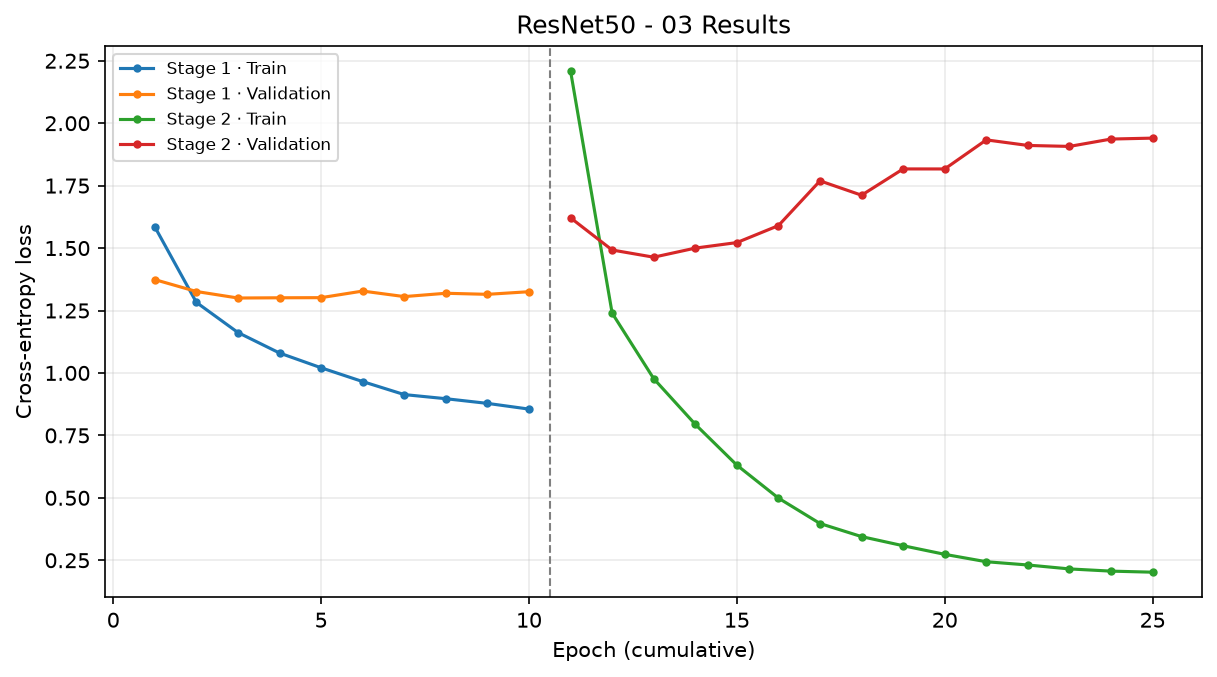 ResNet50 - 03 Results
Stage 1 · Train
Stage 1 · Validation
Stage 2 · Train
Stage 2 · Validation
Cross-entropy loss
2.25
2.00
1.75
1.50
1.25
1.00
0.75
0.50
0.25
0 5 10 15 20 25
Epoch (cumulative)